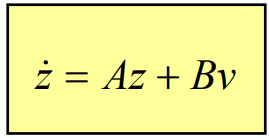 ż = Az + Bv